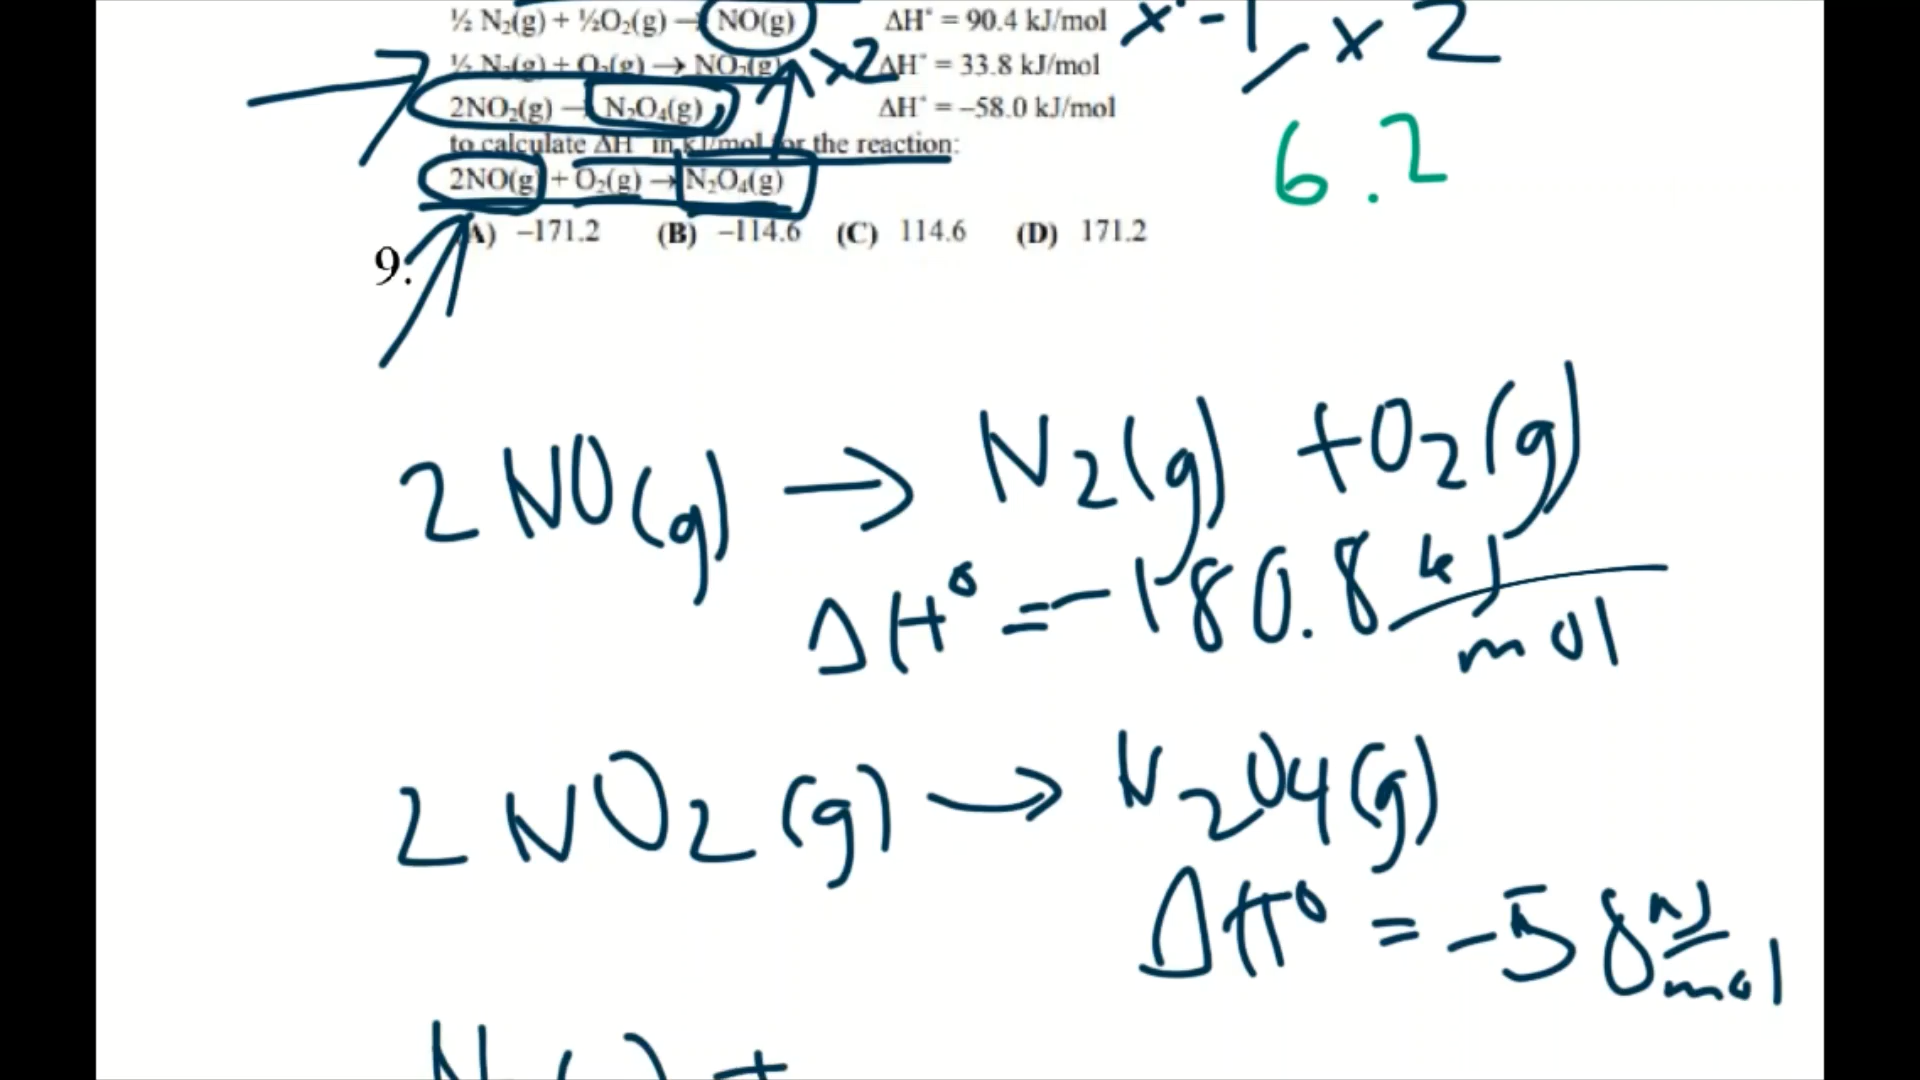 ½ N₂(g) + ½O₂(g) → NO(g) ΔH° = 90.4 kJ/mol x -1, x 2
½ N₂(g) + O₂(g) → NO₂(g) x2 ΔH° = 33.8 kJ/mol
2NO₂(g) → N₂O₄(g) ΔH° = –58.0 kJ/mol
to calculate ΔH° in kJ/mol for the reaction:
6.2
2NO(g) + O₂(g) → N₂O₄(g)
(A) –171.2 (B) –114.6 (C) 114.6 (D) 171.2
9.
2NO(g) → N₂(g) + O₂(g)
ΔH° = -180.8 kJ/mol
2NO₂(g) → N₂O₄(g)
ΔH° = -58 kJ/mol